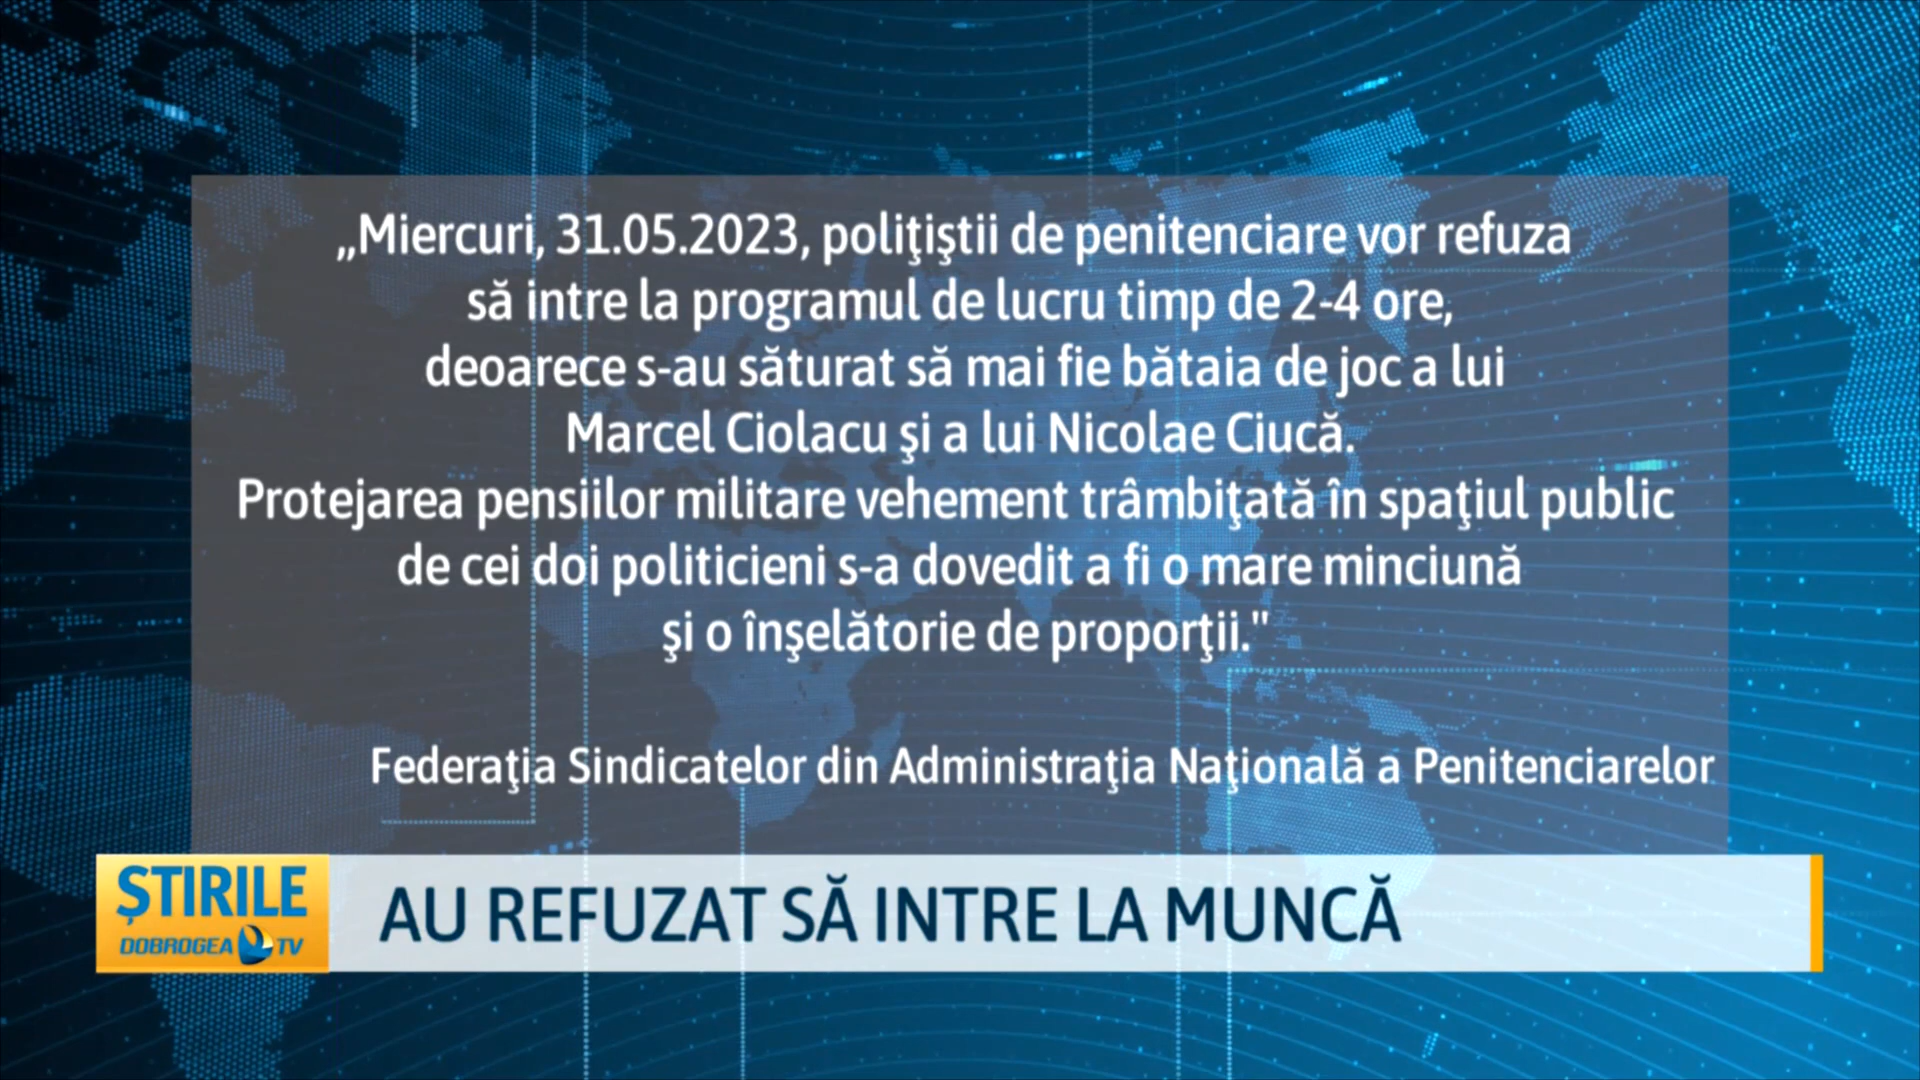 „Miercuri, 31.05.2023, poliţiştii de penitenciare vor refuza
să intre la programul de lucru timp de 2-4 ore,
deoarece s-au săturat să mai fie bătaia de joc a lui
Marcel Ciolacu şi a lui Nicolae Ciucă.
Protejarea pensiilor militare vehement trâmbiţată în spaţiul public
de cei doi politicieni s-a dovedit a fi o mare minciună
şi o înşelătorie de proporţii."
Federaţia Sindicatelor din Administraţia Naţională a Penitenciarelor
ȘTIRILE
DOBROGEA TV
AU REFUZAT SĂ INTRE LA MUNCĂ